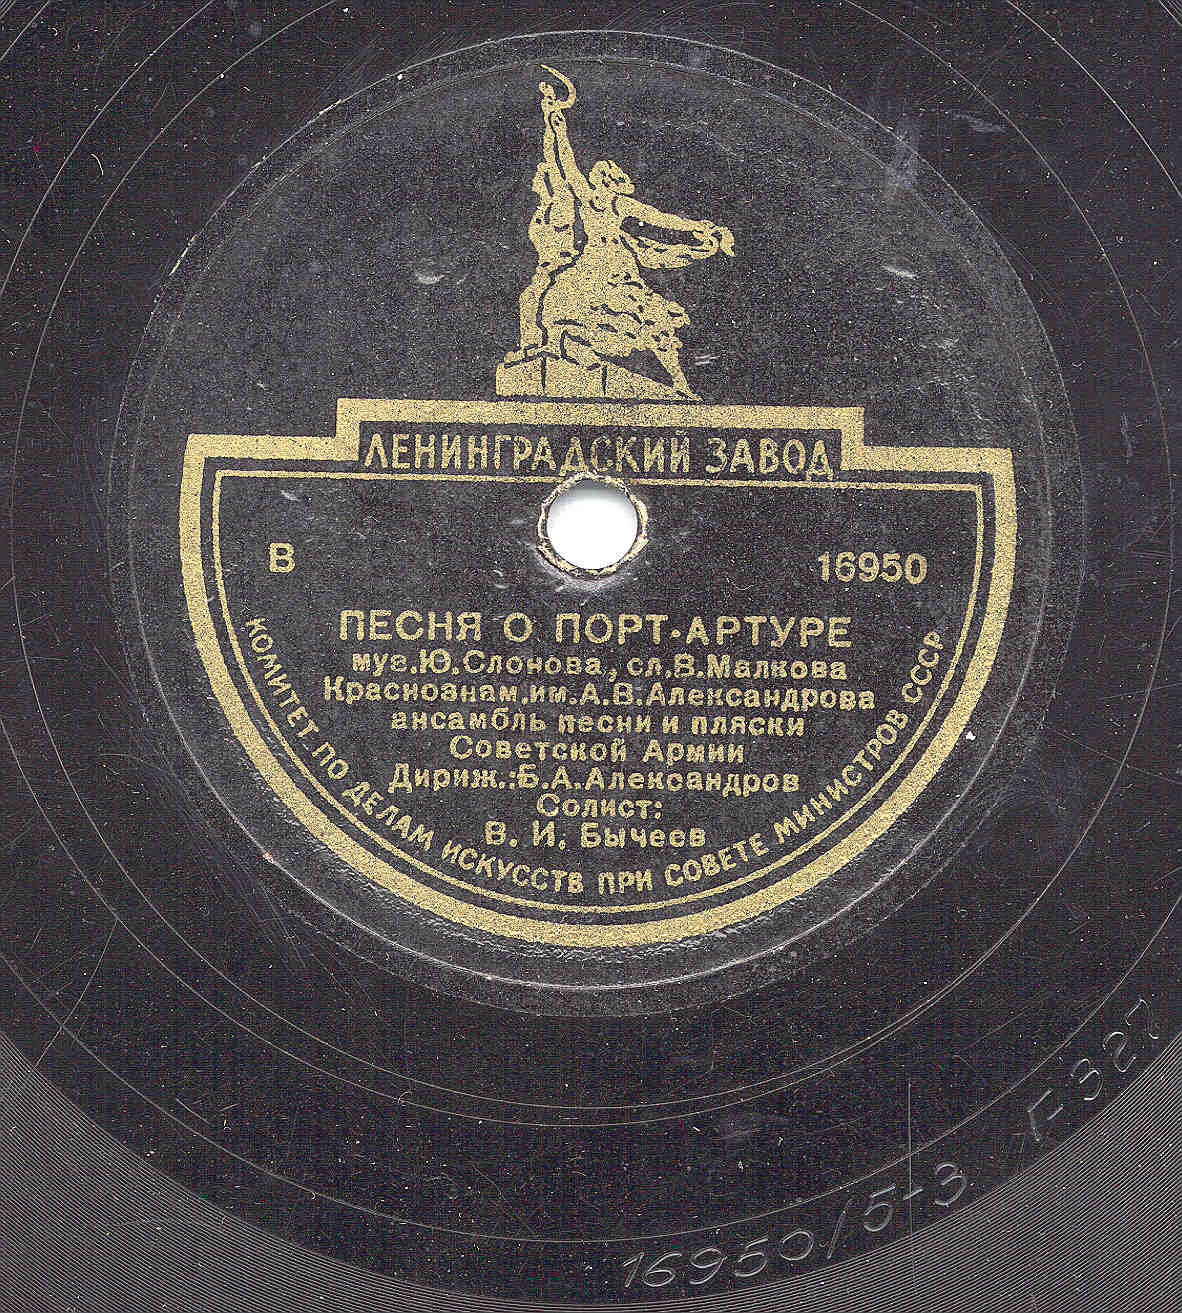 ЛЕНИНГРАДСКИЙ ЗАВОД
В 16950
ПЕСНЯ О ПОРТ-АРТУРЕ
муз. Ю. Слонова, сл. В. Малкова
Краснознам. им. А. В. Александрова
ансамбль песни и пляски
Советской Армии
Дириж.: Б. А. Александров
Солист:
В. И. Бычеев
КОМИТЕТ ПО ДЕЛАМ ИСКУССТВ ПРИ СОВЕТЕ МИНИСТРОВ СССР
16950/5-3 Г-327